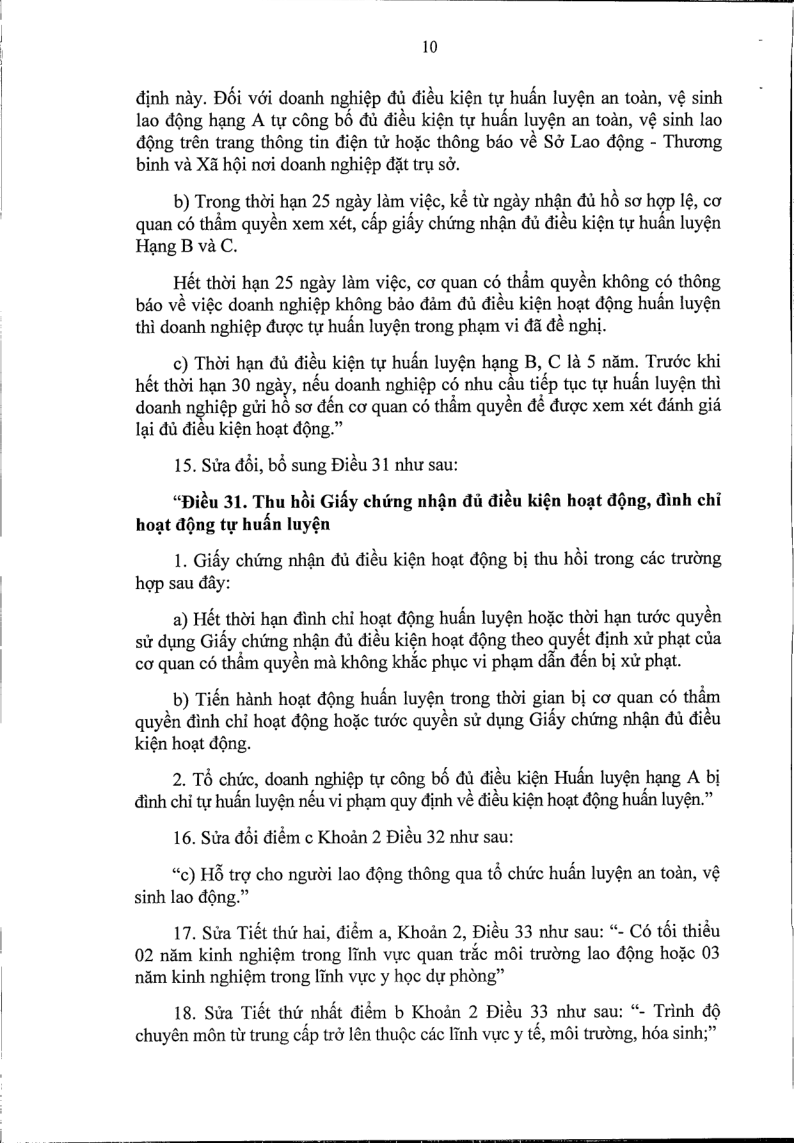 10
định này. Đối với doanh nghiệp đủ điều kiện tự huấn luyện an toàn, vệ sinh
lao động hạng A tự công bố đủ điều kiện tự huấn luyện an toàn, vệ sinh lao
động trên trang thông tin điện tử hoặc thông báo về Sở Lao động - Thương
binh và Xã hội nơi doanh nghiệp đặt trụ sở.
b) Trong thời hạn 25 ngày làm việc, kể từ ngày nhận đủ hồ sơ hợp lệ, cơ
quan có thẩm quyền xem xét, cấp giấy chứng nhận đủ điều kiện tự huấn luyện
Hạng B và C.
Hết thời hạn 25 ngày làm việc, cơ quan có thẩm quyền không có thông
báo về việc doanh nghiệp không bảo đảm đủ điều kiện hoạt động huấn luyện
thì doanh nghiệp được tự huấn luyện trong phạm vi đã đề nghị.
c) Thời hạn đủ điều kiện tự huấn luyện hạng B, C là 5 năm. Trước khi
hết thời hạn 30 ngày, nếu doanh nghiệp có nhu cầu tiếp tục tự huấn luyện thì
doanh nghiệp gửi hồ sơ đến cơ quan có thẩm quyền để được xem xét đánh giá
lại đủ điều kiện hoạt động.”
15. Sửa đổi, bổ sung Điều 31 như sau:
“Điều 31. Thu hồi Giấy chứng nhận đủ điều kiện hoạt động, đình chỉ
hoạt động tự huấn luyện
1. Giấy chứng nhận đủ điều kiện hoạt động bị thu hồi trong các trường
hợp sau đây:
a) Hết thời hạn đình chỉ hoạt động huấn luyện hoặc thời hạn tước quyền
sử dụng Giấy chứng nhận đủ điều kiện hoạt động theo quyết định xử phạt của
cơ quan có thẩm quyền mà không khắc phục vi phạm dẫn đến bị xử phạt.
b) Tiến hành hoạt động huấn luyện trong thời gian bị cơ quan có thẩm
quyền đình chỉ hoạt động hoặc tước quyền sử dụng Giấy chứng nhận đủ điều
kiện hoạt động.
2. Tổ chức, doanh nghiệp tự công bố đủ điều kiện Huấn luyện hạng A bị
đình chỉ tự huấn luyện nếu vi phạm quy định về điều kiện hoạt động huấn luyện.”
16. Sửa đổi điểm c Khoản 2 Điều 32 như sau:
“c) Hỗ trợ cho người lao động thông qua tổ chức huấn luyện an toàn, vệ
sinh lao động.”
17. Sửa Tiết thứ hai, điểm a, Khoản 2, Điều 33 như sau: “- Có tối thiểu
02 năm kinh nghiệm trong lĩnh vực quan trắc môi trường lao động hoặc 03
năm kinh nghiệm trong lĩnh vực y học dự phòng”
18. Sửa Tiết thứ nhất điểm b Khoản 2 Điều 33 như sau: “- Trình độ
chuyên môn từ trung cấp trở lên thuộc các lĩnh vực y tế, môi trường, hóa sinh;”